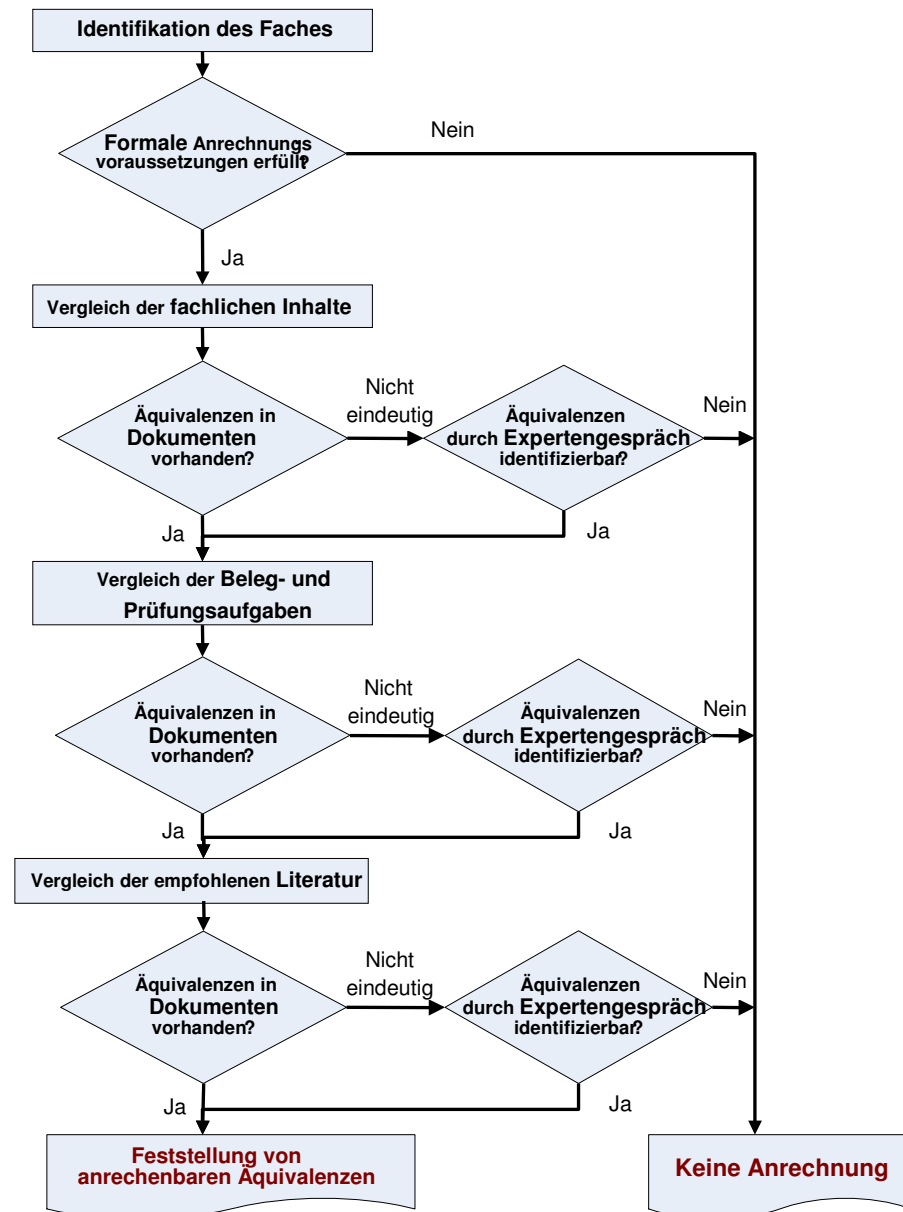 Identifikation des Faches
Formale Anrechnungs
voraussetzungen erfüllt?
Nein
Ja
Vergleich der fachlichen Inhalte
Äquivalenzen in
Dokumenten
vorhanden?
Nicht
eindeutig
Äquivalenzen
durch Expertengespräch
identifizierbar?
Nein
Ja
Ja
Vergleich der Beleg- und
Prüfungsaufgaben
Äquivalenzen in
Dokumenten
vorhanden?
Nicht
eindeutig
Äquivalenzen
durch Expertengespräch
identifizierbar?
Nein
Ja
Ja
Vergleich der empfohlenen Literatur
Äquivalenzen in
Dokumenten
vorhanden?
Nicht
eindeutig
Äquivalenzen
durch Expertengespräch
identifizierbar?
Nein
Ja
Ja
Feststellung von
anrechenbaren Äquivalenzen
Keine Anrechnung